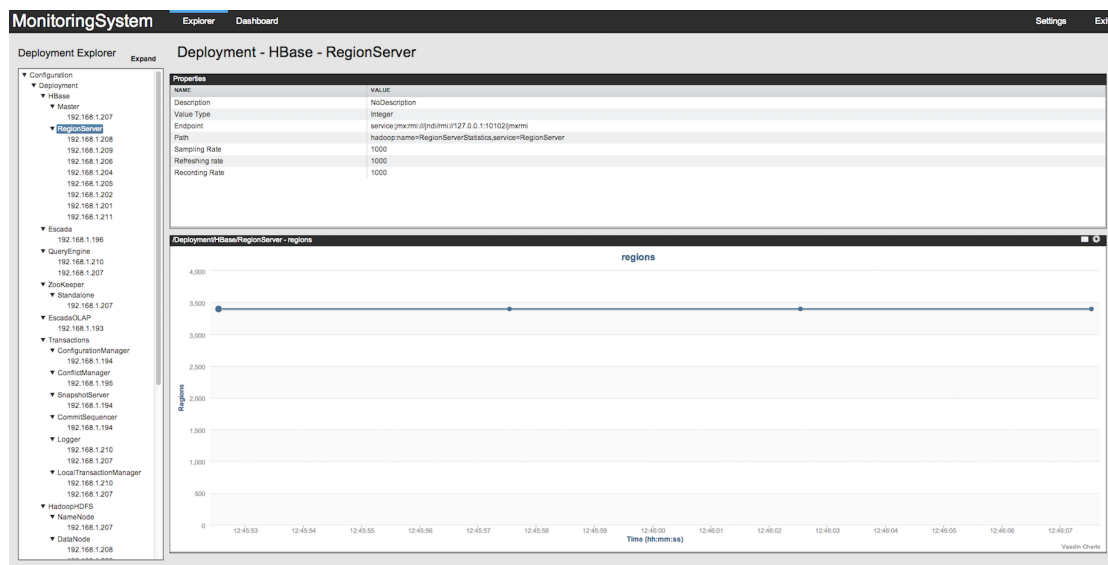 MonitoringSystem Explorer Dashboard Settings Exi
Deployment Explorer Expand
Configuration
Deployment
HBase
Master
192.168.1.207
RegionServer
192.168.1.208
192.168.1.209
192.168.1.206
192.168.1.204
192.168.1.205
192.168.1.202
192.168.1.201
192.168.1.211
Escada
192.168.1.196
QueryEngine
192.168.1.210
192.168.1.207
ZooKeeper
Standalone
192.168.1.207
EscadaOLAP
192.168.1.193
Transactions
ConfigurationManager
192.168.1.194
ConflictManager
192.168.1.195
SnapshotServer
192.168.1.194
CommitSequencer
192.168.1.194
Logger
192.168.1.210
192.168.1.207
LocalTransactionManager
192.168.1.210
192.168.1.207
HadoopHDFS
NameNode
192.168.1.207
DataNode
192.168.1.208
Deployment - HBase - RegionServer
Properties
NAME VALUE
Description NoDescription
Value Type Integer
Endpoint service:jmx:rmi:///jndi/rmi://127.0.0.1:10102/jmxrmi
Path hadoop:name=RegionServerStatistics,service=RegionServer
Sampling Rate 1000
Refreshing rate 1000
Recording Rate 1000
/Deployment/HBase/RegionServer - regions
regions
4,000
3,500
3,000
2,500
2,000
1,500
1,000
500
0
Regions
12:45:53 12:45:54 12:45:55 12:45:56 12:45:57 12:45:58 12:45:59 12:46:00 12:46:01 12:46:02 12:46:03 12:46:04 12:46:05 12:46:06 12:46:07
Time (hh:mm:ss)
Vaadin Charts